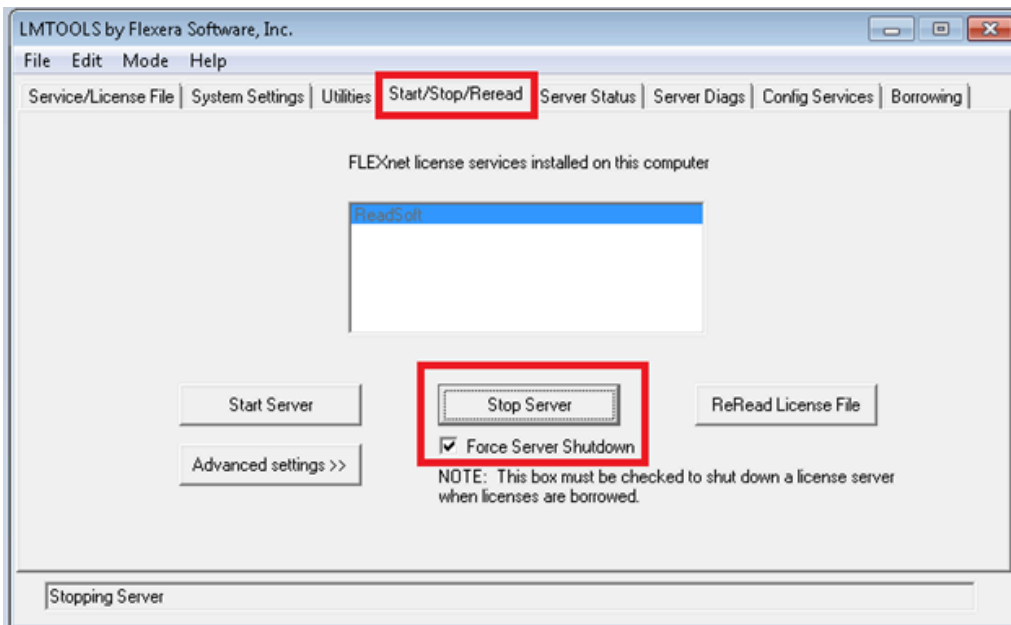 LMTOOLS by Flexera Software, Inc.
File Edit Mode Help
Service/License File System Settings Utilities Start/Stop/Reread Server Status Server Diags Config Services Borrowing
FLEXnet license services installed on this computer
ReadSoft
Start Server Stop Server ReRead License File
Force Server Shutdown
Advanced settings >>
NOTE: This box must be checked to shut down a license server
when licenses are borrowed.
Stopping Server